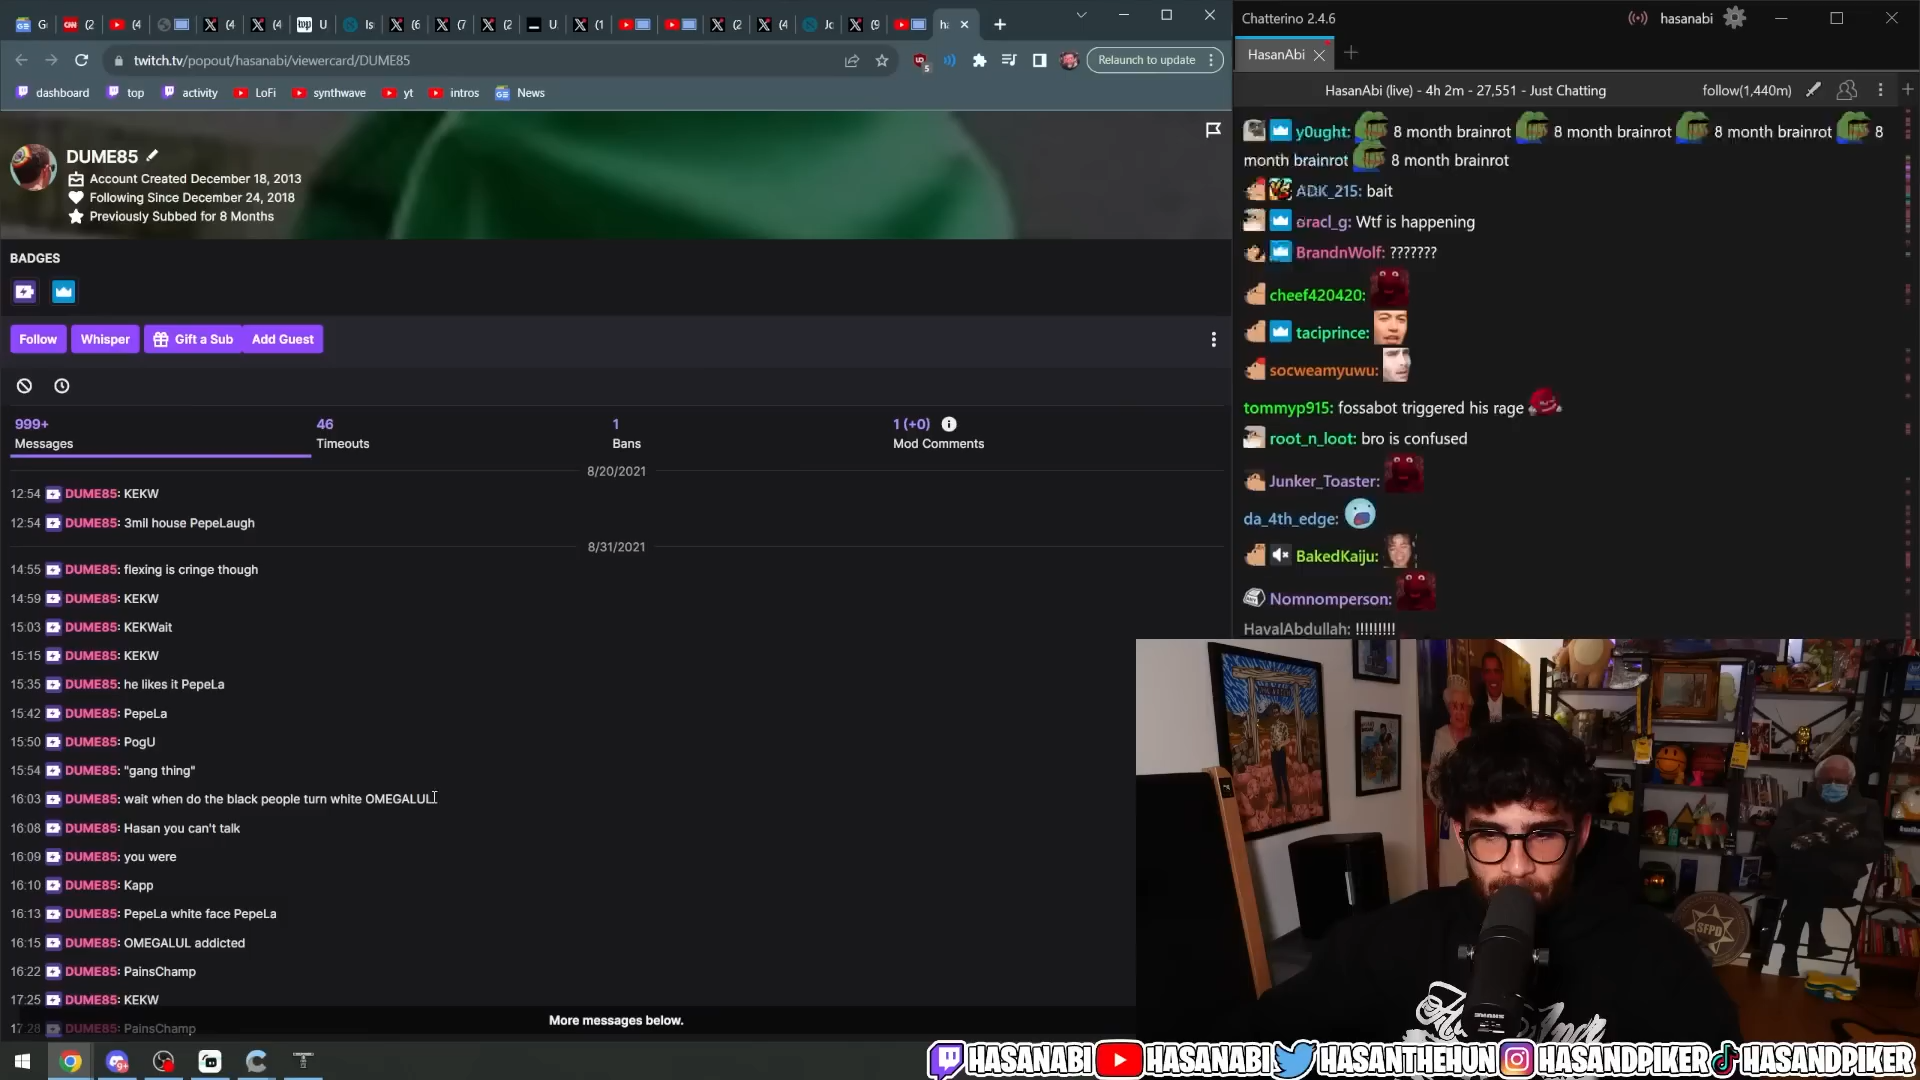 twitch.tv/popout/hasanabi/viewercard/DUME85
Relaunch to update
dashboard
top
activity
LoFi
synthwave
yt
intros
News
DUME85
Account Created December 18, 2013
Following Since December 24, 2018
Previously Subbed for 8 Months
BADGES
Follow
Whisper
Gift a Sub
Add Guest
999+
46
1
1 (+0)
Messages
Timeouts
Bans
Mod Comments
8/20/2021
12:54 DUME85: KEKW
12:54 DUME85: 3mil house PepeLaugh
8/31/2021
14:55 DUME85: flexing is cringe though
14:59 DUME85: KEKW
15:03 DUME85: KEKWait
15:15 DUME85: KEKW
15:35 DUME85: he likes it PepeLa
15:42 DUME85: PepeLa
15:50 DUME85: PogU
15:54 DUME85: "gang thing"
16:03 DUME85: wait when do the black people turn white OMEGALUL
16:08 DUME85: Hasan you can't talk
16:09 DUME85: you were
16:10 DUME85: Kapp
16:13 DUME85: PepeLa white face PepeLa
16:15 DUME85: OMEGALUL addicted
16:22 DUME85: PainsChamp
17:25 DUME85: KEKW
17:28 DUME85: PainsChamp
More messages below.
Chatterino 2.4.6
hasanabi
HasanAbi
HasanAbi (live) - 4h 2m - 27,551 - Just Chatting
follow(1,440m)
y0ught: 8 month brainrot 8 month brainrot 8 month brainrot 8
month brainrot 8 month brainrot
ADK_215: bait
oracl_g: Wtf is happening
BrandnWolf: ???????
cheef420420:
taciprince:
socweamyuwu:
tommyp915: fossabot triggered his rage
root_n_loot: bro is confused
Junker_Toaster:
da_4th_edge:
BakedKaiju:
Nomnomperson:
HavalAbdullah: !!!!!!!!!
SFPD
HASANABI
HASANABI
HASANTHEHUN
HASANDPIKER
HASANDPIKER